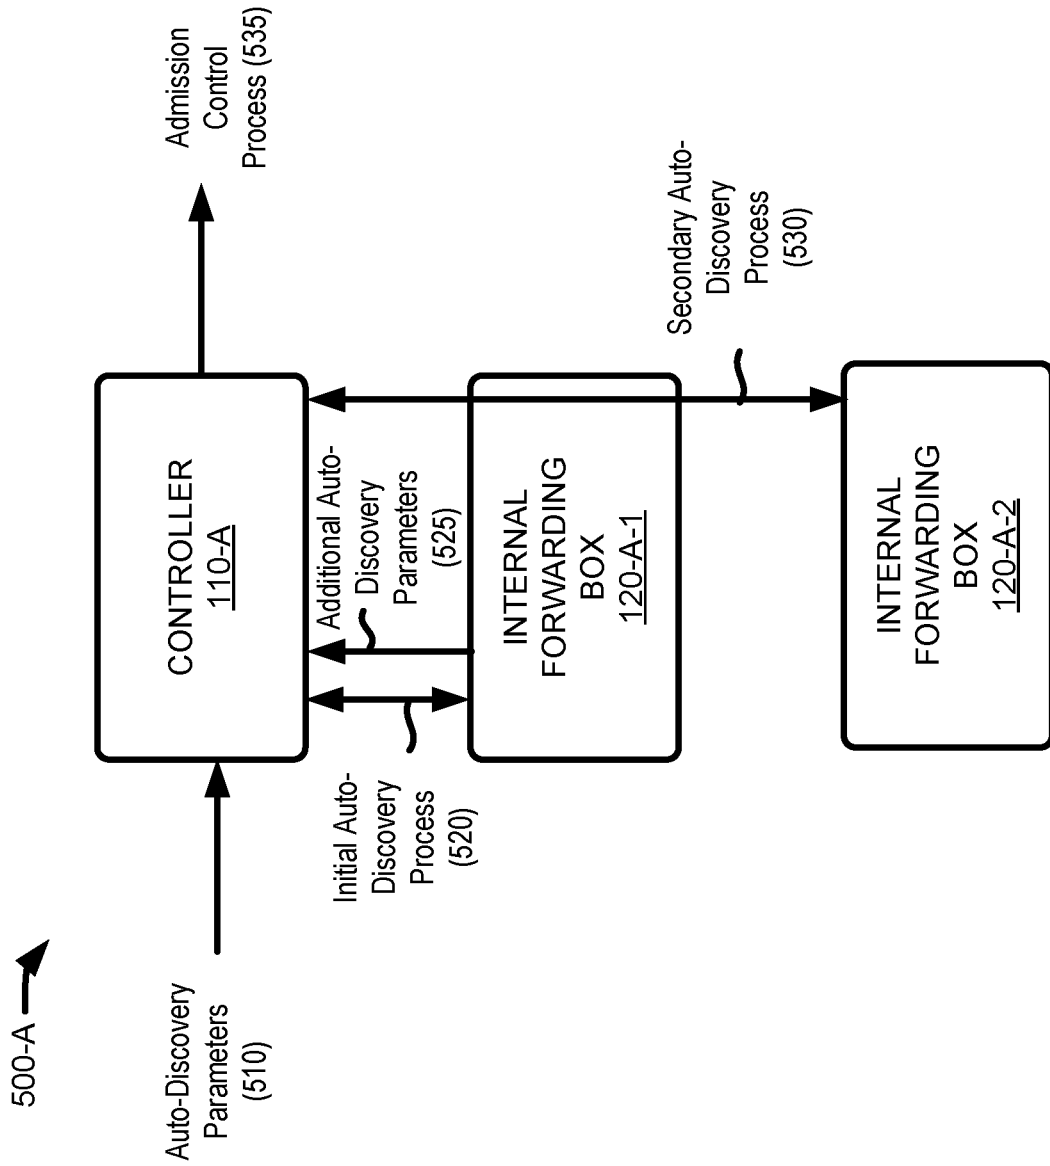 500-A
Auto-Discovery
Parameters
(510)
CONTROLLER
110-A
Admission
Control
Process (535)
Initial Auto-
Discovery
Process
(520)
Additional Auto-
Discovery
Parameters
(525)
INTERNAL
FORWARDING
BOX
120-A-1
Secondary Auto-
Discovery
Process
(530)
INTERNAL
FORWARDING
BOX
120-A-2